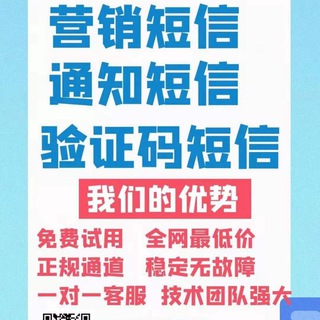 营销短信
通知短信
验证码短信
我们的优势
免费试用 全网最低价
正规通道 稳定无故障
一对一客服 技术团队强大